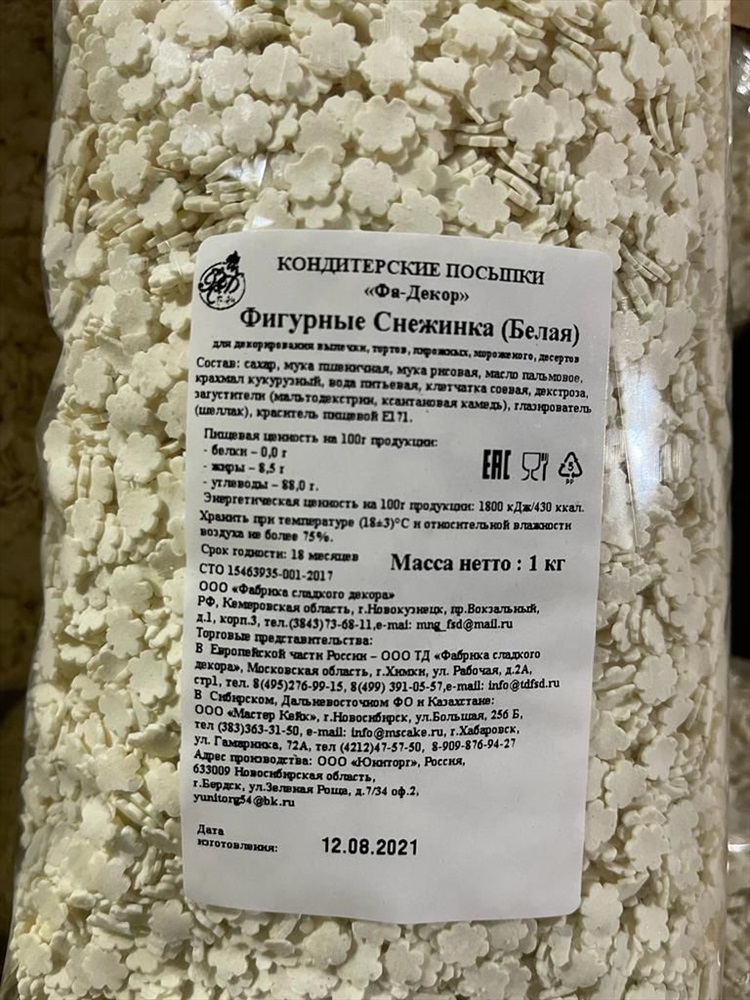 КОНДИТЕРСКИЕ ПОСЫПКИ
«Фя-Декор»
Фигурные Снежинка (Белая)
для декорирования выпечки, тортов, пирожных, мороженого, десертов
Состав: сахар, мука пшеничная, мука рисовая, масло пальмовое,
крахмал кукурузный, вода питьевая, клетчатка соевая, декстроза,
загустители (мальтодекстрин, ксантановая камедь), глазирователь
(шеллак), краситель пищевой Е171.
Пищевая ценность на 100г продукции:
- белки – 0,0 г
- жиры – 8,5 г
- углеводы – 88,0 г.
EAC
5
PP
Энергетическая ценность на 100г продукции: 1800 кДж/430 ккал.
Хранить при температуре (18±3)°С и относительной влажности
воздуха не более 75%.
Срок годности: 18 месяцев
Масса нетто : 1 кг
СТО 15463935-001-2017
ООО «Фабрика сладкого декора»
РФ, Кемеровская область, г.Новокузнецк, пр.Вокзальный,
д.1, корп.3, тел.(3843)73-68-11,e-mai: mng_fsd@mail.ru
Торговые представительства:
В Европейской части России – ООО ТД «Фабрика сладкого
декора», Московская область, г.Химки, ул. Рабочая, д.2А,
стр1, тел. 8(495)276-99-15, 8(499) 391-05-57,e-mail: info@tdfsd.ru
В Сибирском, Дальневосточном ФО и Казахстане:
ООО «Мастер Кейк», г.Новосибирск, ул.Большая, 256 Б,
тел (383)363-31-50, e-mail: info@mscake.ru, г.Хабаровск,
ул. Гамарника, 72А, тел (4212)47-57-50, 8-909-876-94-27
Адрес производства: ООО «Юниторг», Россия,
633009 Новосибирская область,
г.Бердск, ул.Зеленая Роща, д.7/34 оф.2,
yunitorg54@bk.ru
Дата
изготовления:
12.08.2021